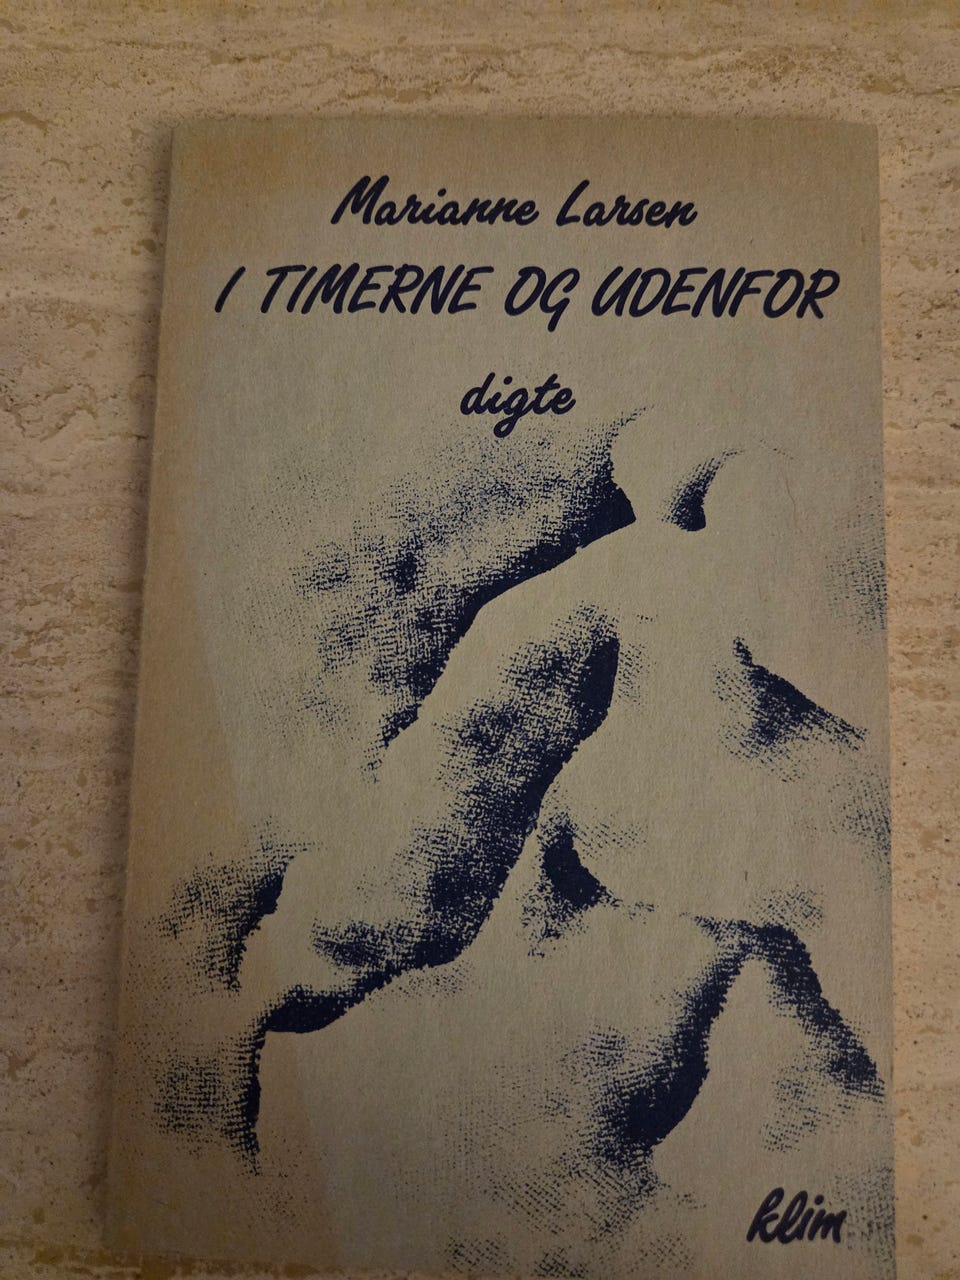 Marianne Larsen
I TIMERNE OG UDENFOR
digte
klim